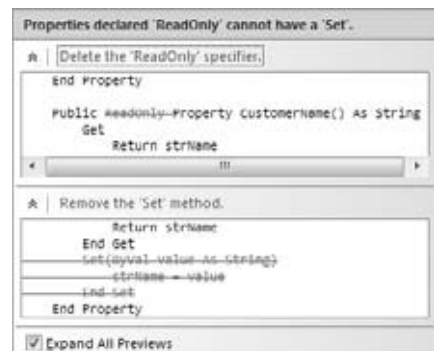 Properties declared 'ReadOnly' cannot have a 'Set'.
Delete the 'ReadOnly' specifier.
End Property
Public ReadOnly Property CustomerName() As String
Get
Return strName
Remove the 'Set' method.
Return strName
End Get
Set(ByVal value As String)
strName = value
End Set
End Property
Expand All Previews